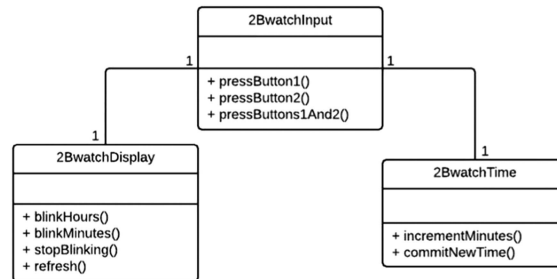 2BwatchInput
1
1
+ pressButton1()
+ pressButton2()
+ pressButtons1And2()
1
1
2BwatchDisplay
2BwatchTime
+ blinkHours()
+ blinkMinutes()
+ stopBlinking()
+ refresh()
+ incrementMinutes()
+ commitNewTime()